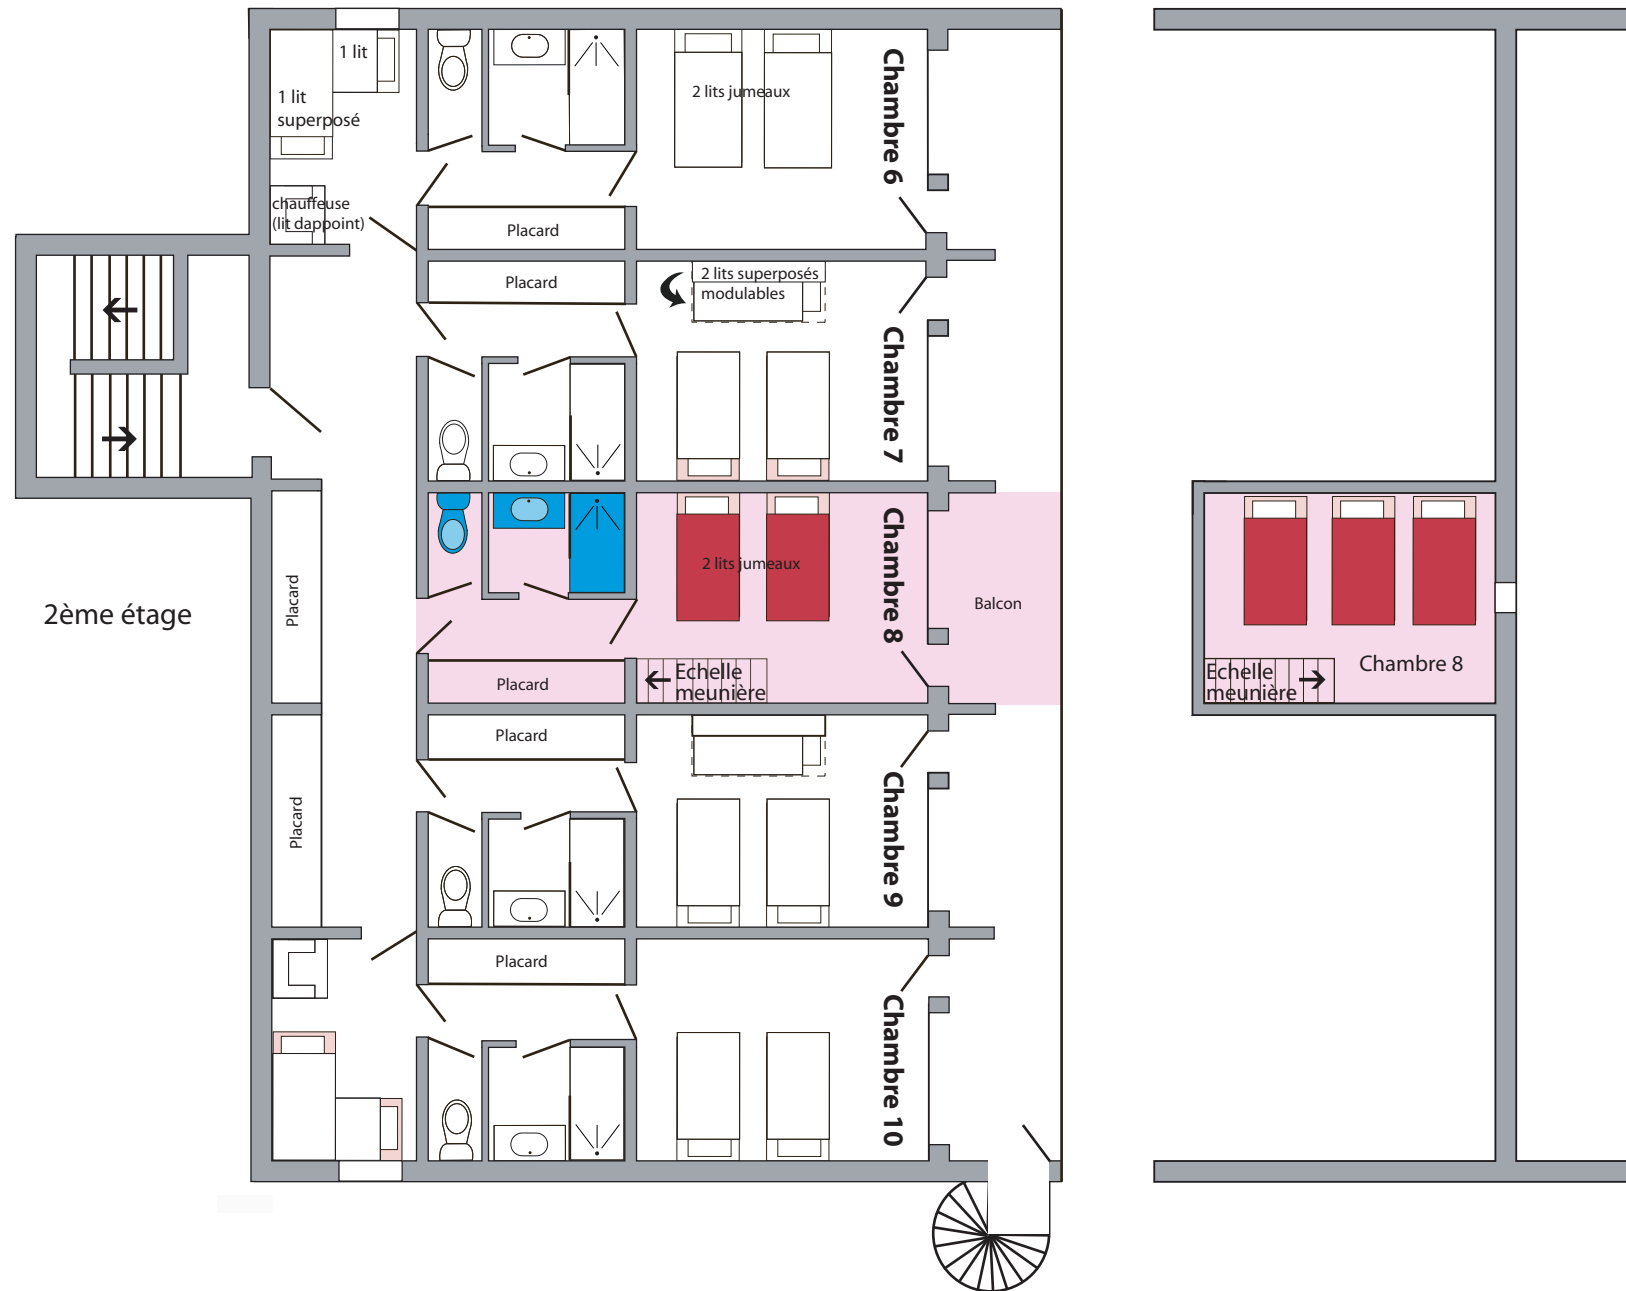 1 lit
1 lit
superposé
chauffeuse
(lit dappoint)
Placard
2 lits jumeaux
Chambre 6
Placard
2 lits superposés
modulables
Chambre 7
2ème étage
Placard
2 lits jumeaux
Chambre 8
Balcon
Placard
Echelle
meunière
Echelle
meunière
Chambre 8
Placard
Placard
Chambre 9
Placard
Chambre 10